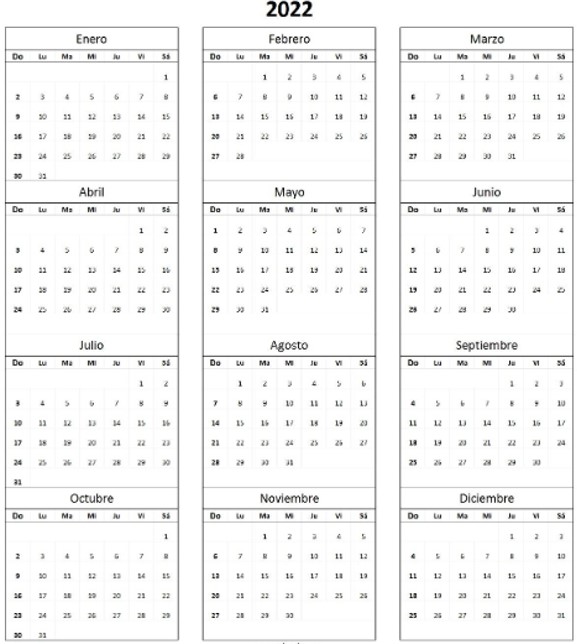 2022
Enero Febrero Marzo
Do Lu Ma Mi Ju Vi Sá Do Lu Ma Mi Ju Vi Sá Do Lu Ma Mi Ju Vi Sá
1 1 2 3 4 5 1 2 3 4 5
2 3 4 5 6 7 8 6 7 8 9 10 11 12 6 7 8 9 10 11 12
9 10 11 12 13 14 15 13 14 15 16 17 18 19 13 14 15 16 17 18 19
16 17 18 19 20 21 22 20 21 22 23 24 25 26 20 21 22 23 24 25 26
23 24 25 26 27 28 29 27 28 27 28 29 30 31
30 31
Abril Mayo Junio
Do Lu Ma Mi Ju Vi Sá Do Lu Ma Mi Ju Vi Sá Do Lu Ma Mi Ju Vi Sá
1 2 1 2 3 4 5 6 7 1 2 3 4
3 4 5 6 7 8 9 8 9 10 11 12 13 14 5 6 7 8 9 10 11
10 11 12 13 14 15 16 15 16 17 18 19 20 21 12 13 14 15 16 17 18
17 18 19 20 21 22 23 22 23 24 25 26 27 28 19 20 21 22 23 24 25
24 25 26 27 28 29 30 29 30 31 26 27 28 29 30
Julio Agosto Septiembre
Do Lu Ma Mi Ju Vi Sá Do Lu Ma Mi Ju Vi Sá Do Lu Ma Mi Ju Vi Sá
1 2 1 2 3 4 5 6 1 2 3
3 4 5 6 7 8 9 7 8 9 10 11 12 13 4 5 6 7 8 9 10
10 11 12 13 14 15 16 14 15 16 17 18 19 20 11 12 13 14 15 16 17
17 18 19 20 21 22 23 21 22 23 24 25 26 27 18 19 20 21 22 23 24
24 25 26 27 28 29 30 28 29 30 31 25 26 27 28 29 30
31
Octubre Noviembre Diciembre
Do Lu Ma Mi Ju Vi Sá Do Lu Ma Mi Ju Vi Sá Do Lu Ma Mi Ju Vi Sá
1 1 2 3 4 5 1 2 3
2 3 4 5 6 7 8 6 7 8 9 10 11 12 4 5 6 7 8 9 10
9 10 11 12 13 14 15 13 14 15 16 17 18 19 11 12 13 14 15 16 17
16 17 18 19 20 21 22 20 21 22 23 24 25 26 18 19 20 21 22 23 24
23 24 25 26 27 28 29 27 28 29 30 25 26 27 28 29 30 31
30 31